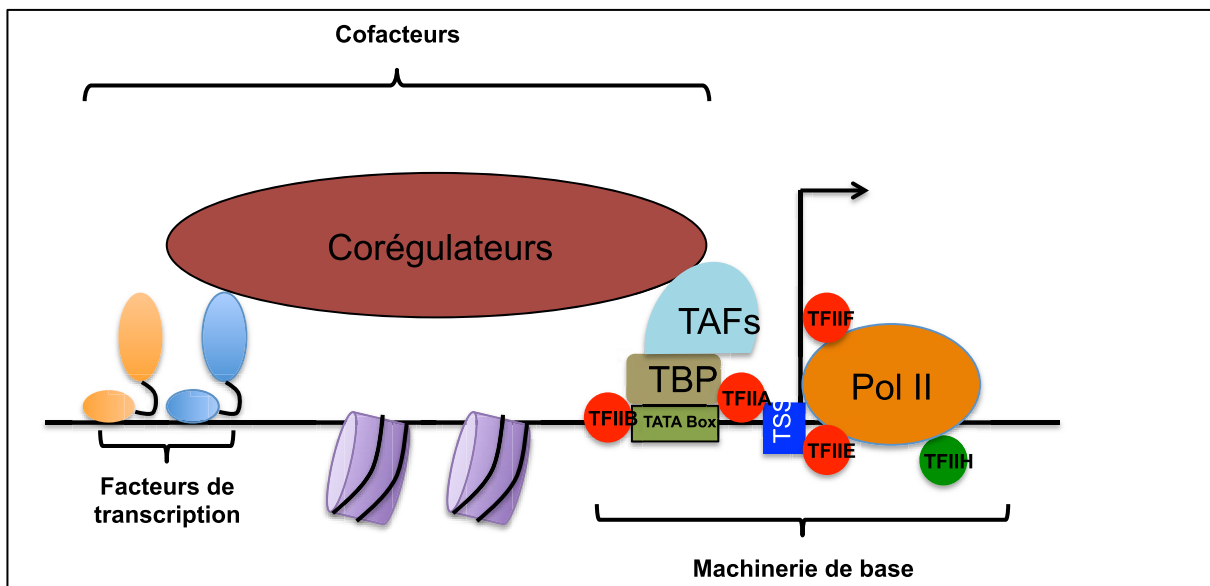 Cofacteurs
Corégulateurs
TAFs
TFIIF
TBP
Pol II
TFIIA
TFIIB
TATA Box
TSS
TFIIE
TFIIH
Facteurs de
transcription
Machinerie de base